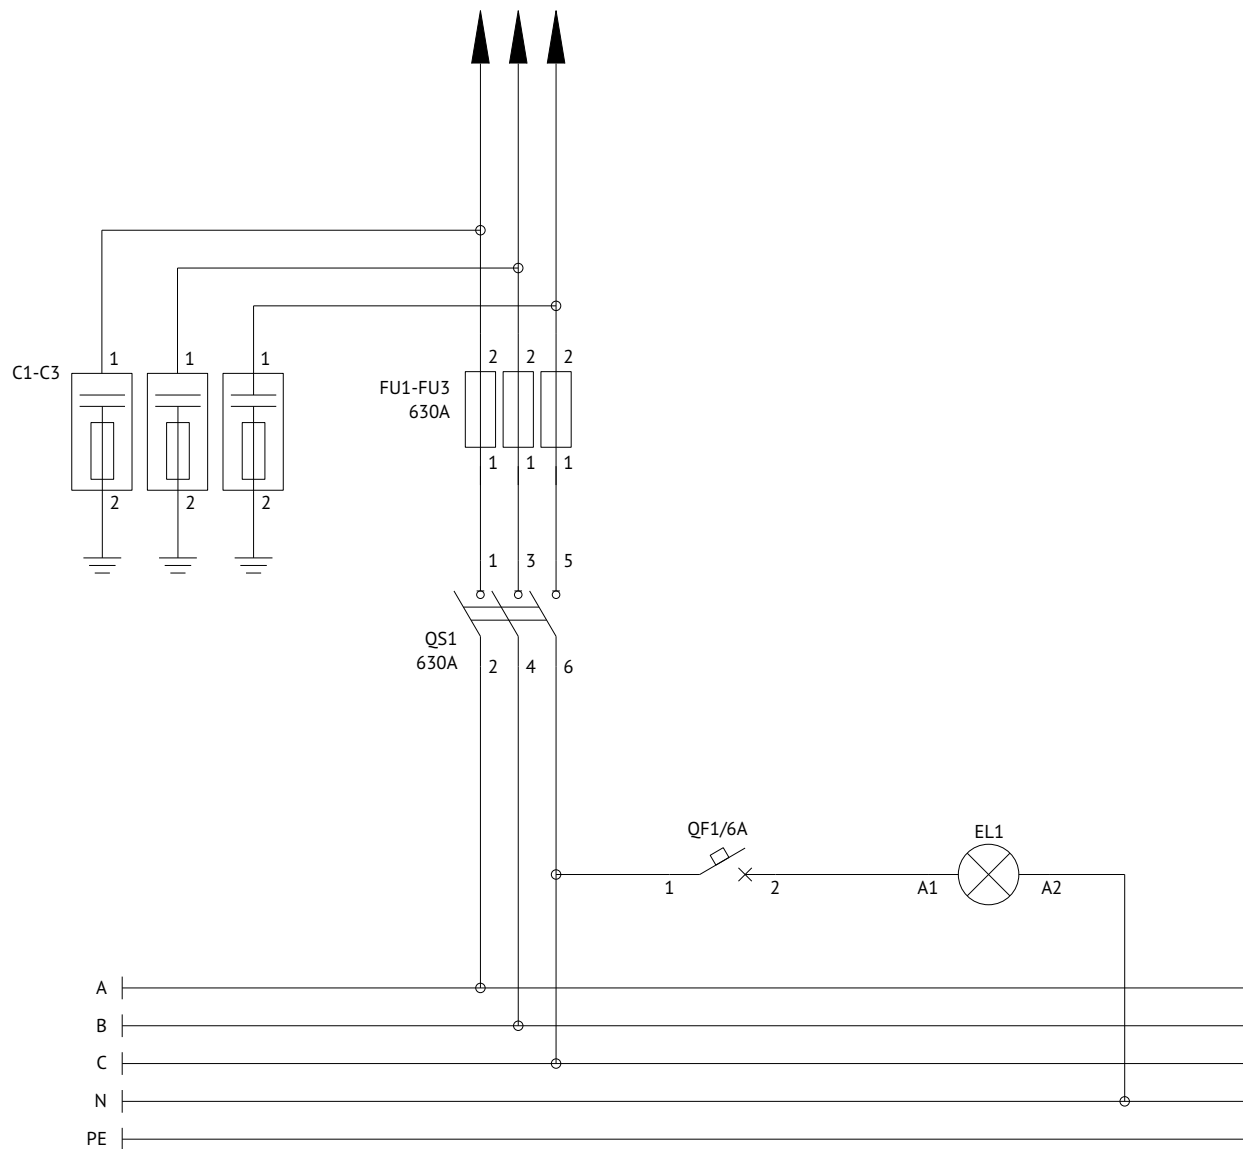 1 1 1
C1-C3
2 2 2
2 2 2
FU1-FU3
630A
1 1 1
1 3 5
QS1
630A
2 4 6
QF1/6A
1 2
EL1
A1 A2
A
B
C
N
PE